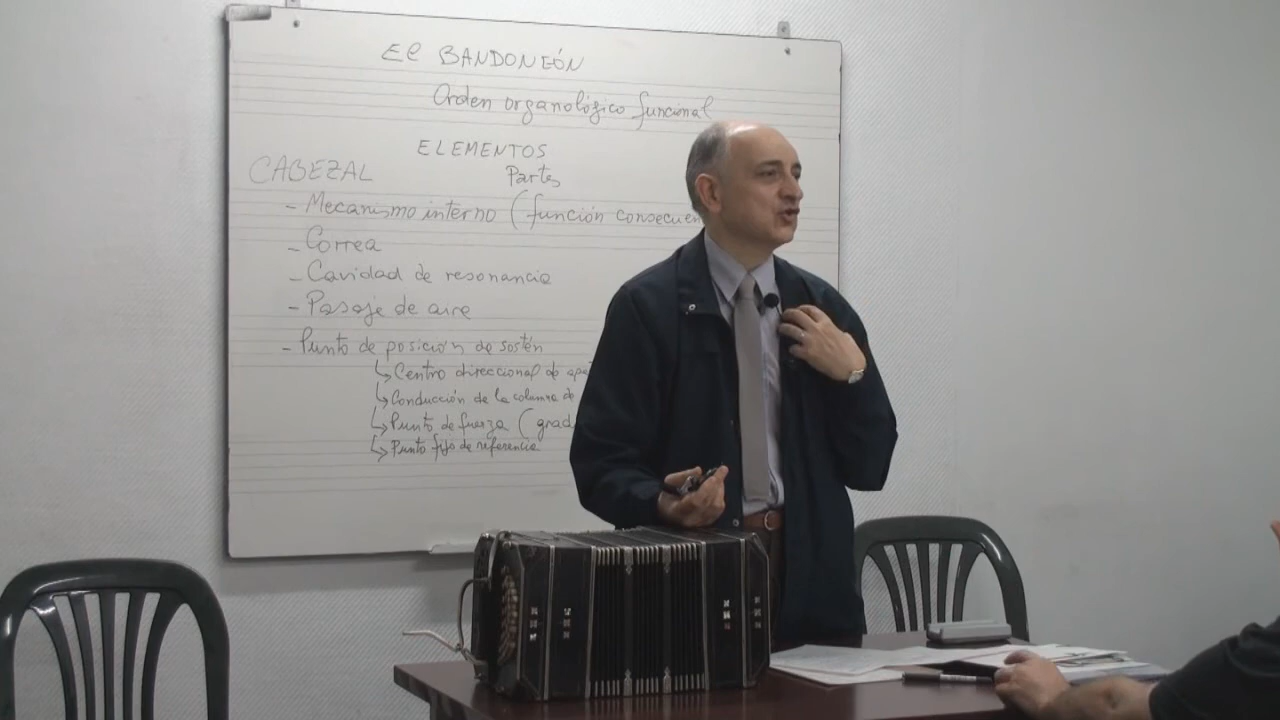 El BANDONEÓN
Orden organológico funcional
ELEMENTOS
CABEZAL
Partes
- Mecanismo interno (función consecuen
- Correa
- Cavidad de resonancia
- Pasaje de aire
- Punto de posición de sostén
↳ Centro direccional de
↳ Conducción de la columna de
↳ Punto de fuerza (grad
↳ Punto fijo de referencia